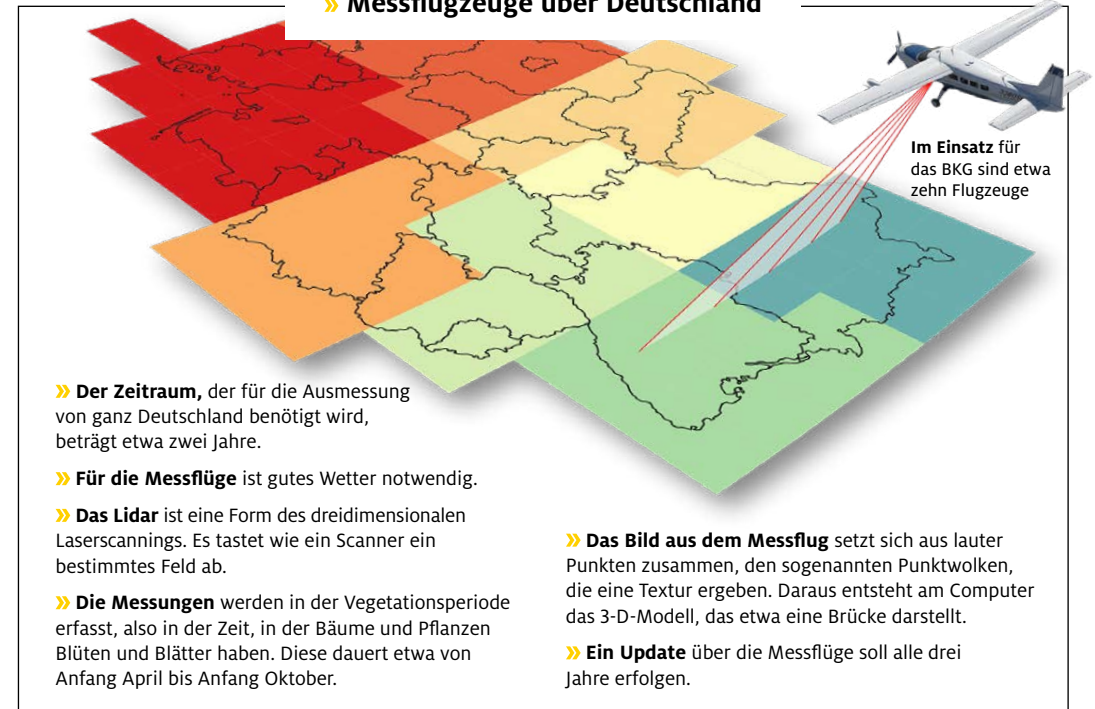 » Messflugzeuge über Deutschland
Im Einsatz für
das BKG sind etwa
zehn Flugzeuge
» Der Zeitraum, der für die Ausmessung
von ganz Deutschland benötigt wird,
beträgt etwa zwei Jahre.
» Für die Messflüge ist gutes Wetter notwendig.
» Das Lidar ist eine Form des dreidimensionalen
Laserscannings. Es tastet wie ein Scanner ein
bestimmtes Feld ab.
» Die Messungen werden in der Vegetationsperiode
erfasst, also in der Zeit, in der Bäume und Pflanzen
Blüten und Blätter haben. Diese dauert etwa von
Anfang April bis Anfang Oktober.
» Das Bild aus dem Messflug setzt sich aus lauter
Punkten zusammen, den sogenannten Punktwolken,
die eine Textur ergeben. Daraus entsteht am Computer
das 3-D-Modell, das etwa eine Brücke darstellt.
» Ein Update über die Messflüge soll alle drei
Jahre erfolgen.